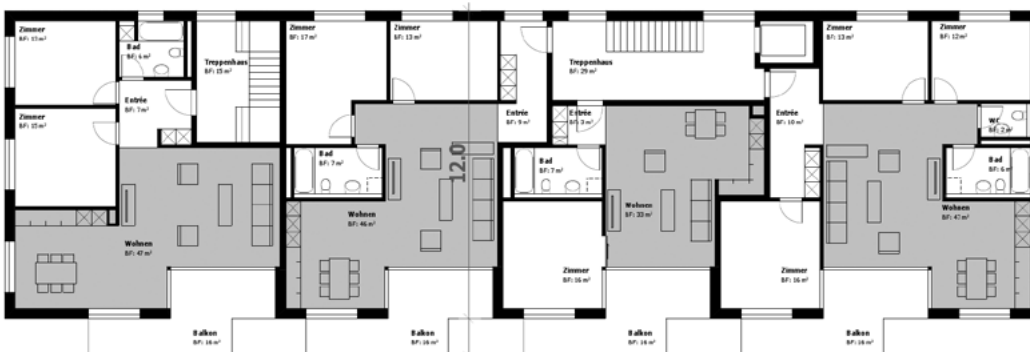 Zimmer
BF: 15 m²
Bad
BF: 6 m²
Entrée
BF: 7 m²
Zimmer
BF: 15 m²
Wohnen
BF: 47 m²
Balkon
BF: 16 m²
Treppenhaus
BF: 15 m²
Zimmer
BF: 17 m²
Zimmer
BF: 13 m²
Entrée
BF: 9 m²
Bad
BF: 7 m²
12.0
Wohnen
BF: 46 m²
Balkon
BF: 16 m²
Treppenhaus
BF: 29 m²
Entrée
BF: 3 m²
Bad
BF: 7 m²
Wohnen
BF: 33 m²
Zimmer
BF: 16 m²
Balkon
BF: 16 m²
Entrée
BF: 10 m²
Zimmer
BF: 13 m²
Zimmer
BF: 12 m²
WC
BF: 2 m²
Bad
BF: 6 m²
Wohnen
BF: 47 m²
Zimmer
BF: 16 m²
Balkon
BF: 16 m²